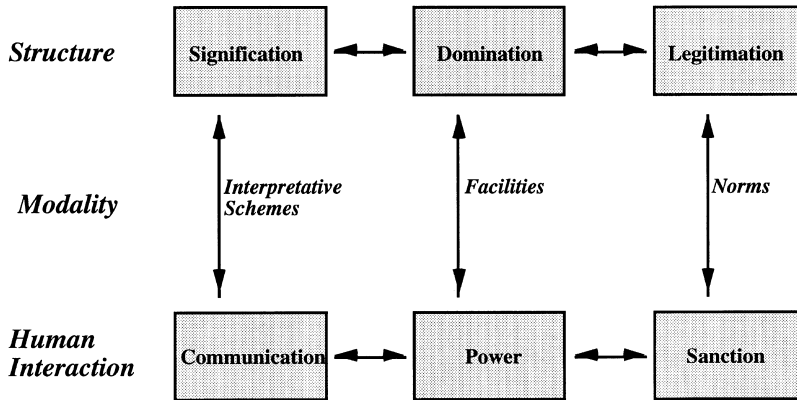 Structure
Signification
Domination
Legitimation
Modality
Interpretative
Schemes
Facilities
Norms
Human
Interaction
Communication
Power
Sanction